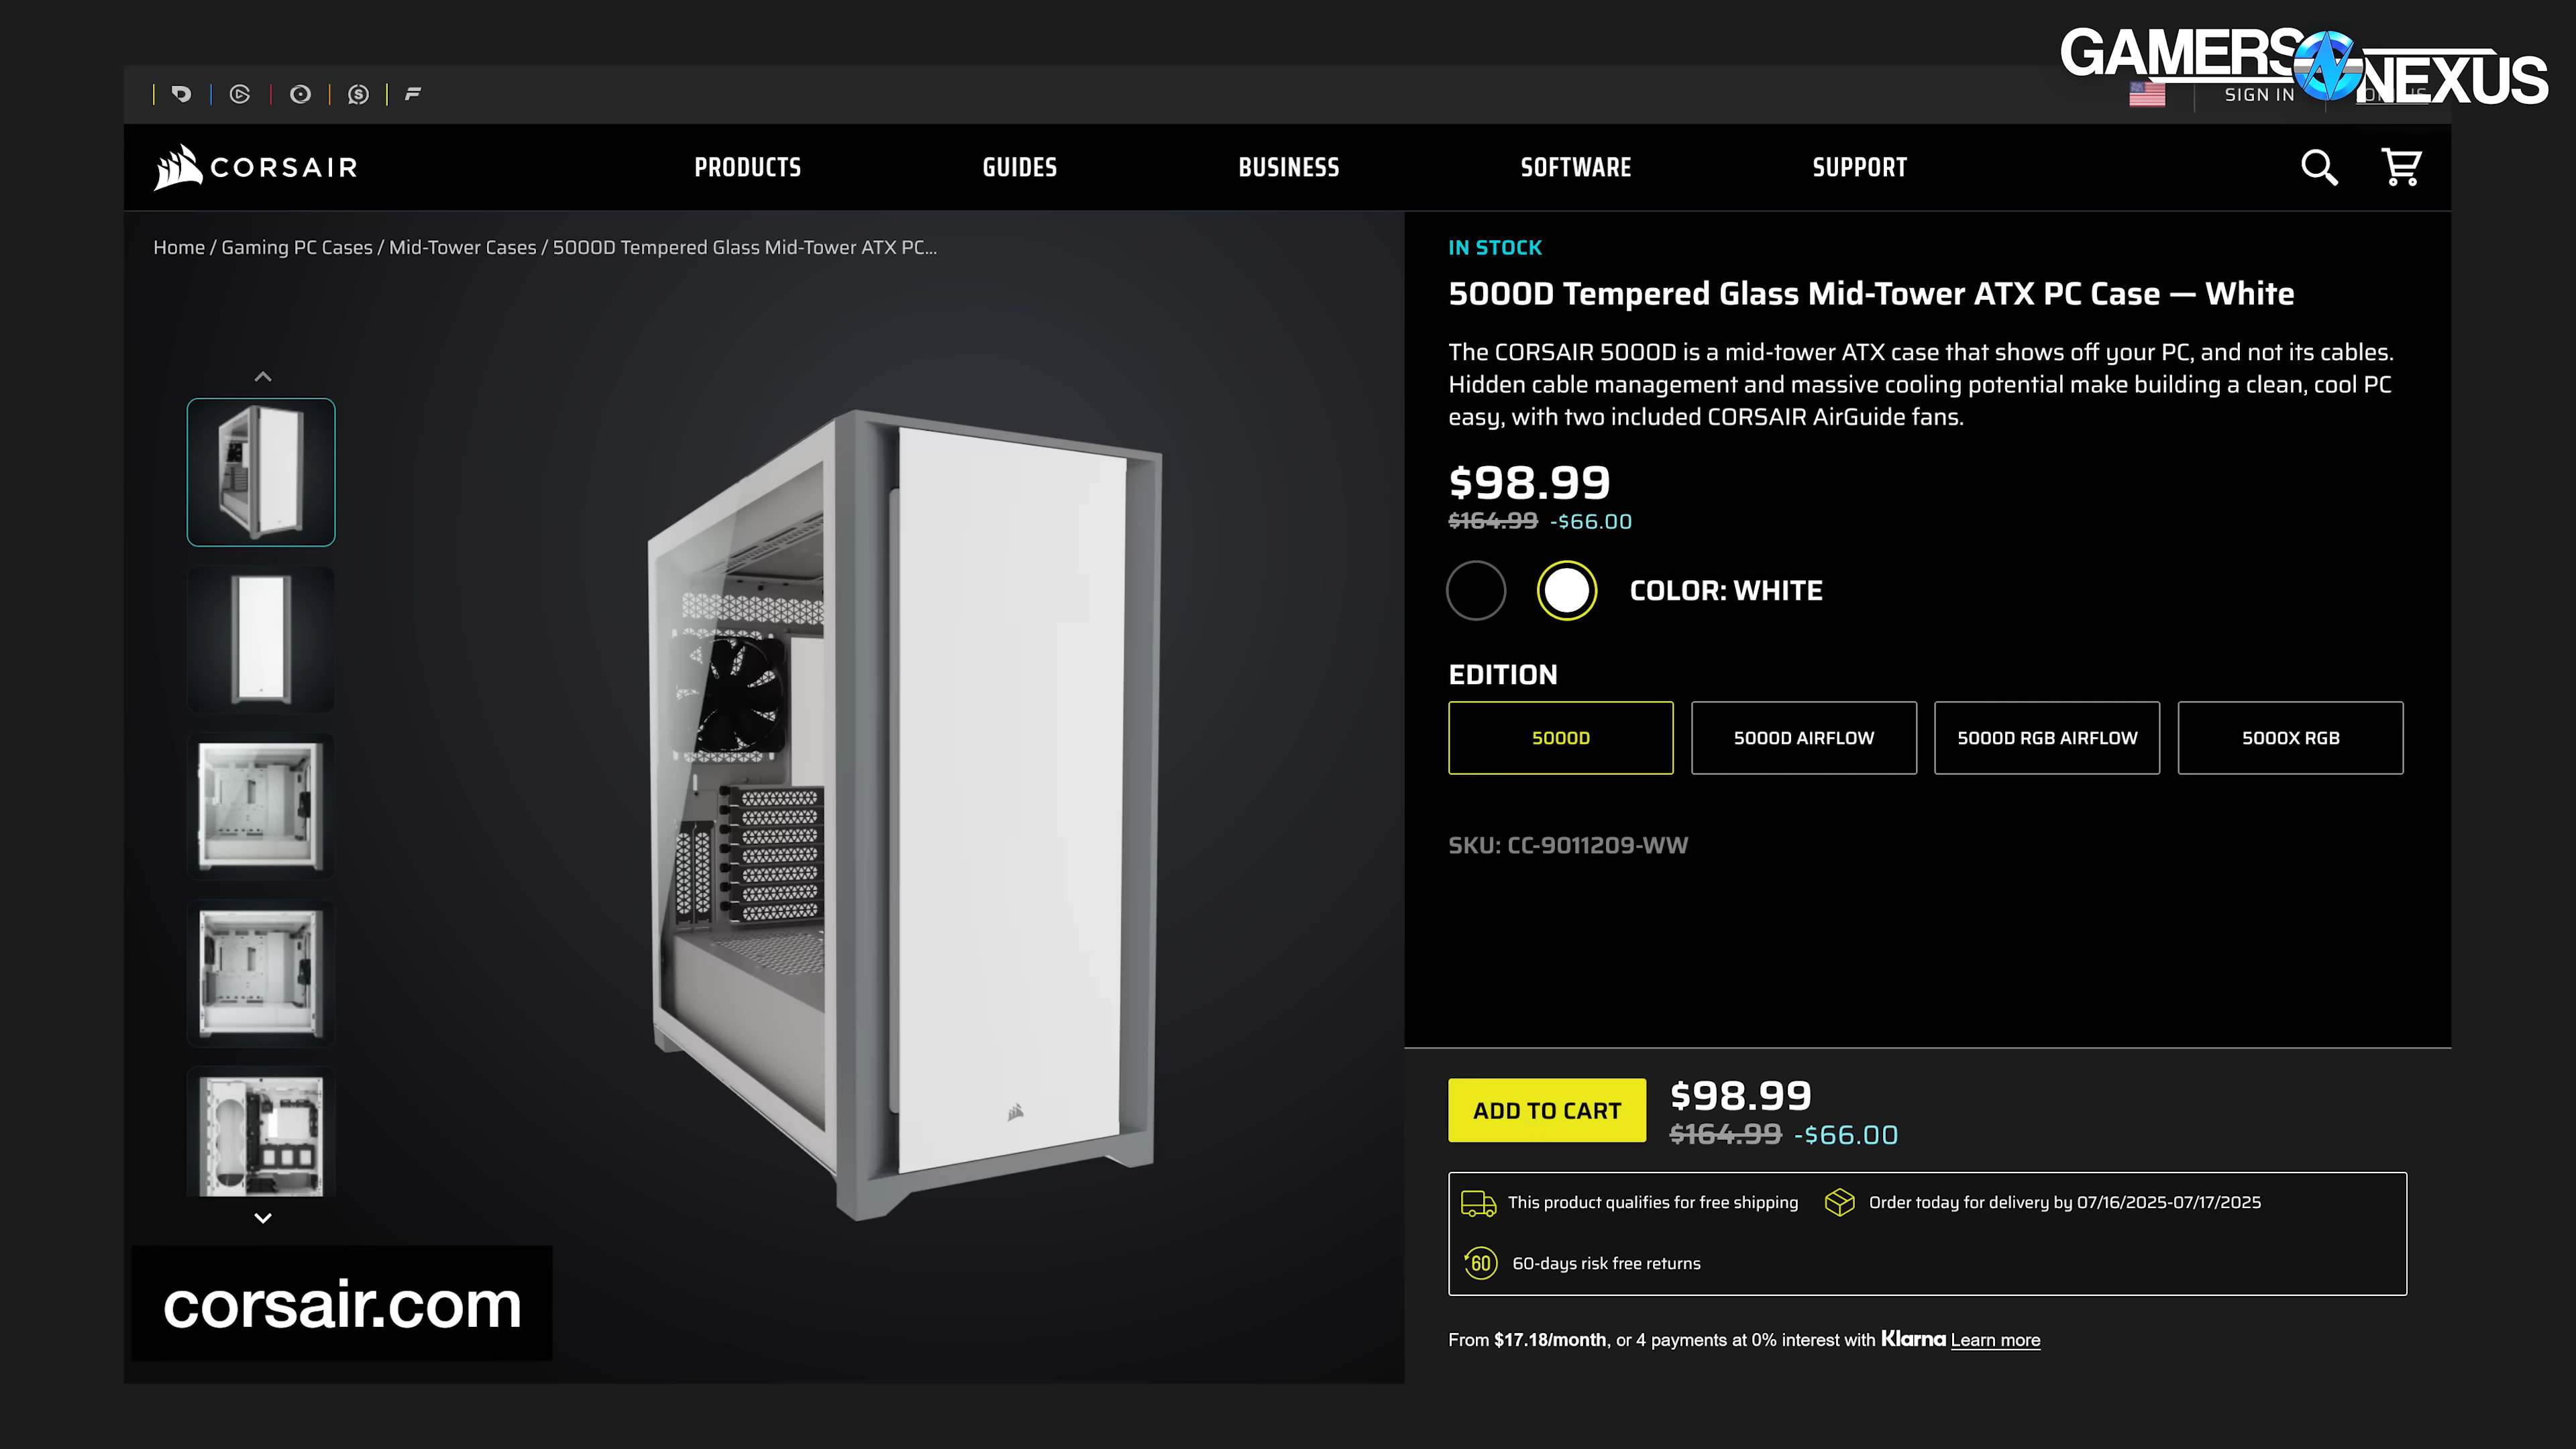 GAMERS NEXUS
SIGN IN
CORSAIR
PRODUCTS
GUIDES
BUSINESS
SOFTWARE
SUPPORT
Home / Gaming PC Cases / Mid-Tower Cases / 5000D Tempered Glass Mid-Tower ATX PC...
IN STOCK
5000D Tempered Glass Mid-Tower ATX PC Case — White
The CORSAIR 5000D is a mid-tower ATX case that shows off your PC, and not its cables.
Hidden cable management and massive cooling potential make building a clean, cool PC
easy, with two included CORSAIR AirGuide fans.
$98.99
$164.99 -$66.00
COLOR: WHITE
EDITION
5000D
5000D AIRFLOW
5000D RGB AIRFLOW
5000X RGB
SKU: CC-9011209-WW
ADD TO CART
$98.99
$164.99 -$66.00
This product qualifies for free shipping
Order today for delivery by 07/16/2025-07/17/2025
60
60-days risk free returns
From $17.18/month, or 4 payments at 0% interest with Klarna Learn more
corsair.com